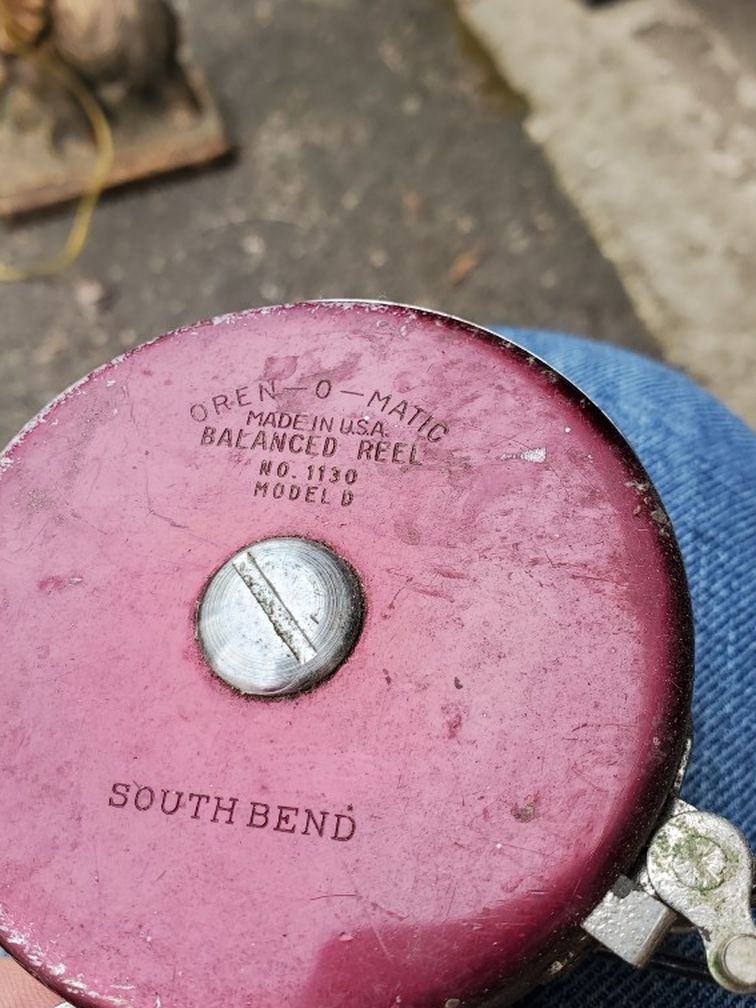 OREN-O-MATIC
MADE IN U.S.A.
BALANCED REEL
NO. 1130
MODEL D
SOUTH BEND